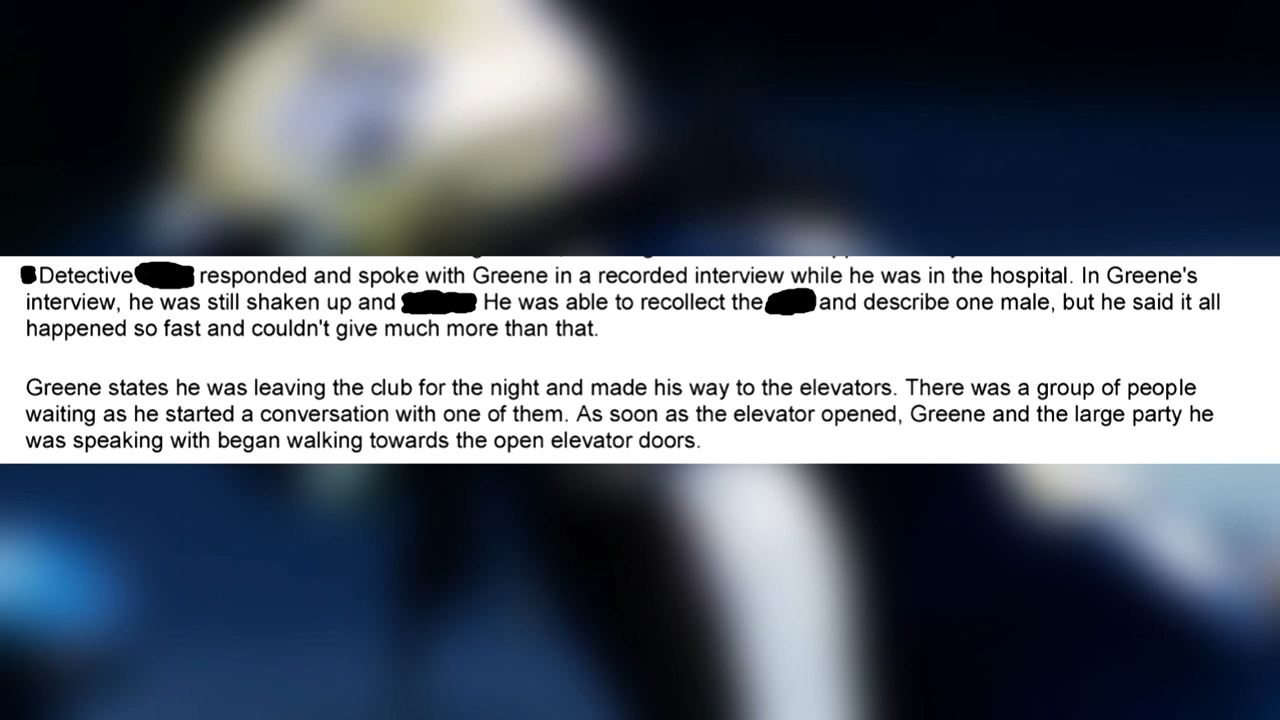 Detective responded and spoke with Greene in a recorded interview while he was in the hospital. In Greene's
interview, he was still shaken up and He was able to recollect the and describe one male, but he said it all
happened so fast and couldn't give much more than that.
Greene states he was leaving the club for the night and made his way to the elevators. There was a group of people
waiting as he started a conversation with one of them. As soon as the elevator opened, Greene and the large party he
was speaking with began walking towards the open elevator doors.